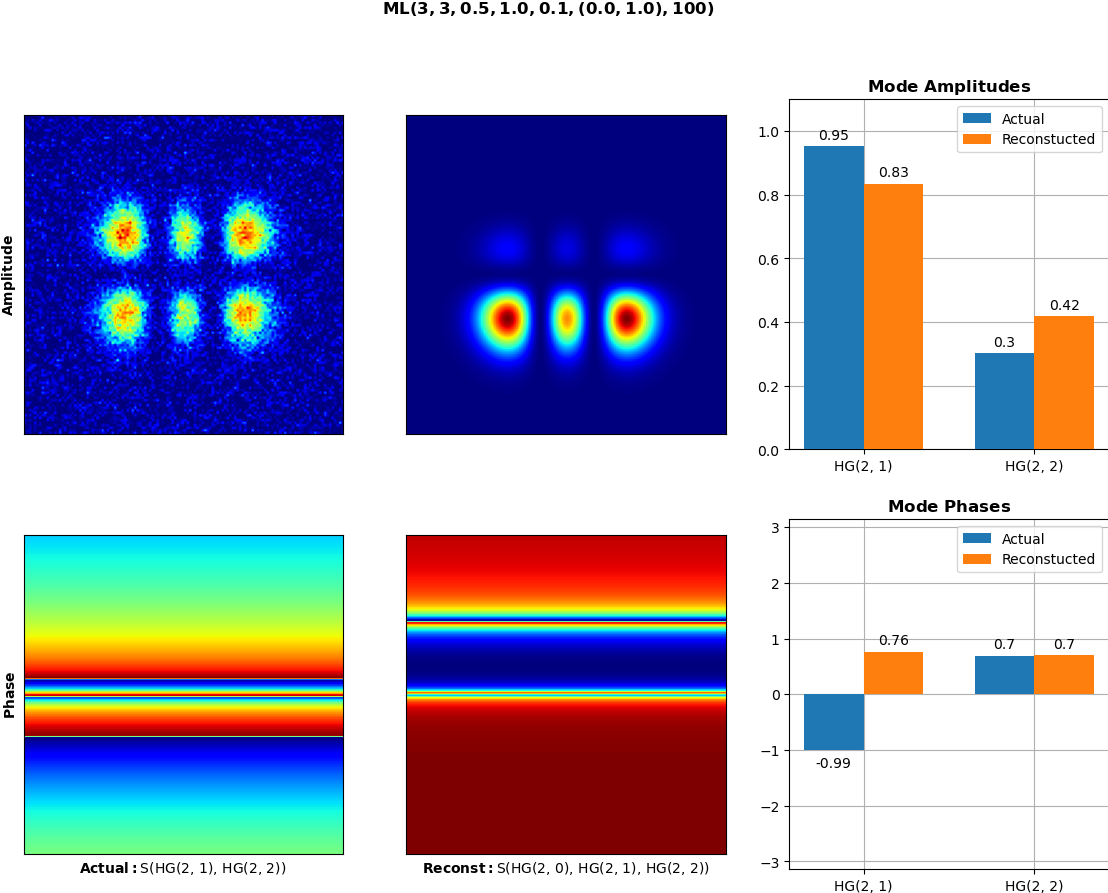 ML(3, 3, 0.5, 1.0, 0.1, (0.0, 1.0), 100)
Amplitude
Mode Amplitudes
Actual
Reconstucted
1.0
0.8
0.6
0.4
0.2
0.0
0.95
0.83
0.3
0.42
HG(2, 1)
HG(2, 2)
Phase
Actual: S(HG(2, 1), HG(2, 2))
Reconst: S(HG(2, 0), HG(2, 1), HG(2, 2))
Mode Phases
Actual
Reconstucted
3
2
1
0
−1
−2
−3
-0.99
0.76
0.7
0.7
HG(2, 1)
HG(2, 2)